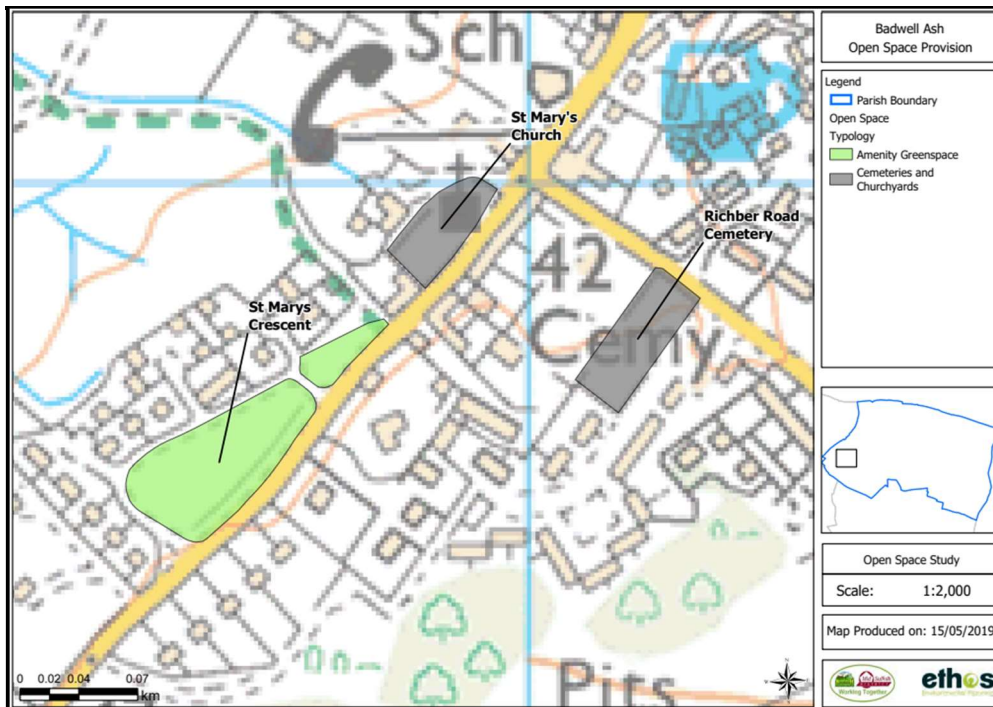 Badwell Ash
Open Space Provision
Legend
Parish Boundary
Open Space
Typology
Amenity Greenspace
Cemeteries and
Churchyards
Sch
St Mary's
Church
Richber Road
Cemetery
42
Cemy
St Marys
Crescent
Pits
0 0.02 0.04 0.07
km
Open Space Study
Scale: 1:2,000
Map Produced on: 15/05/2019
Working Together
ethos
Environmental Planning